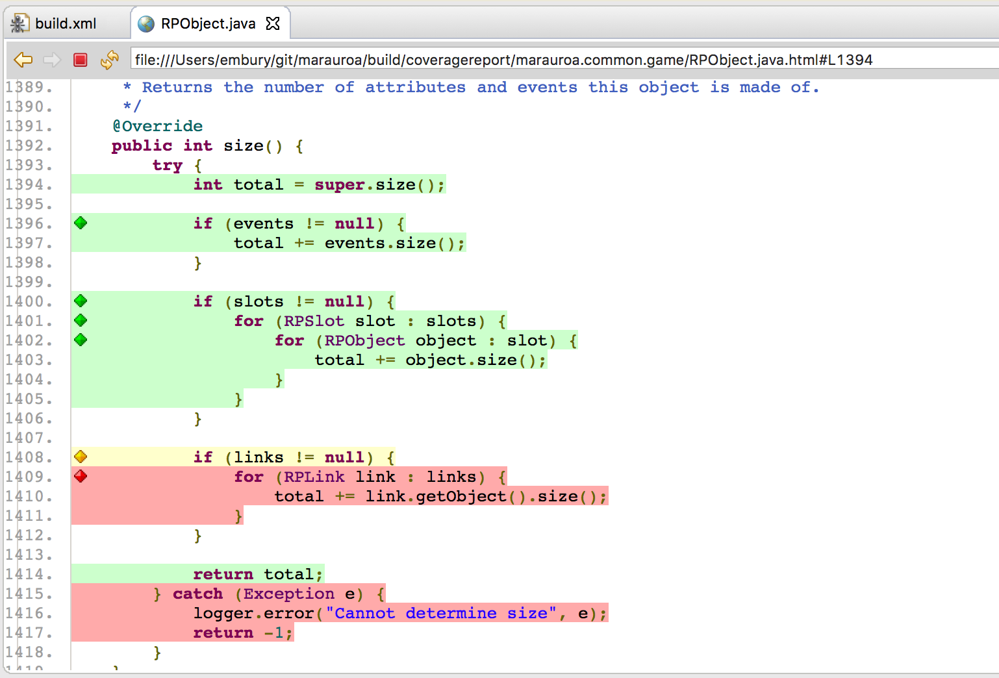 build.xml
RPObject.java
file:///Users/embury/git/marauroa/build/coveragereport/marauroa.common.game/RPObject.java.html#L1394
1389. * Returns the number of attributes and events this object is made of.
1390. */
1391. @Override
1392. public int size() {
1393. try {
1394. int total = super.size();
1395.
1396. if (events != null) {
1397. total += events.size();
1398. }
1399.
1400. if (slots != null) {
1401. for (RPSlot slot : slots) {
1402. for (RPObject object : slot) {
1403. total += object.size();
1404. }
1405. }
1406. }
1407.
1408. if (links != null) {
1409. for (RPLink link : links) {
1410. total += link.getObject().size();
1411. }
1412. }
1413.
1414. return total;
1415. } catch (Exception e) {
1416. logger.error("Cannot determine size", e);
1417. return -1;
1418. }